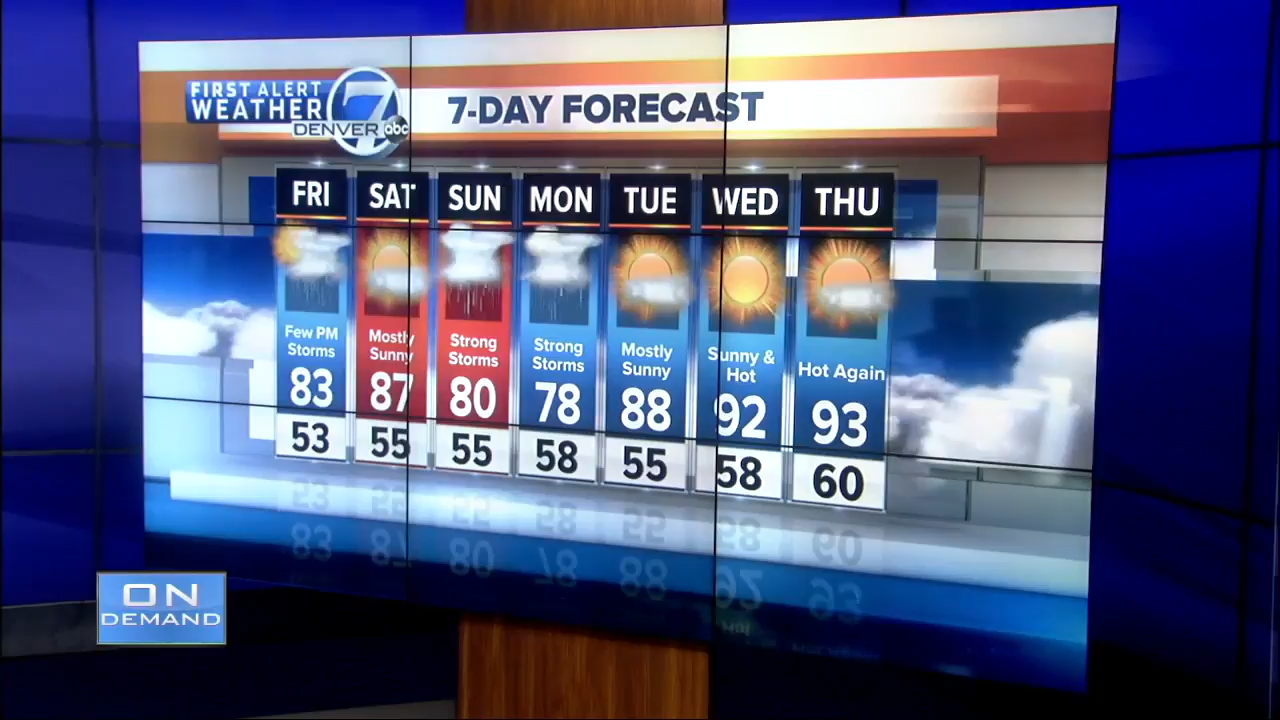 FIRST ALERT
WEATHER
7
DENVER
abc
7-DAY FORECAST
FRI SAT SUN MON TUE WED THU
Few PM
Storms
83
53
Mostly
Sunny
87
55
Strong
Storms
80
55
Strong
Storms
78
58
Mostly
Sunny
88
55
Sunny &
Hot
92
58
Hot Again
93
60
ON
DEMAND